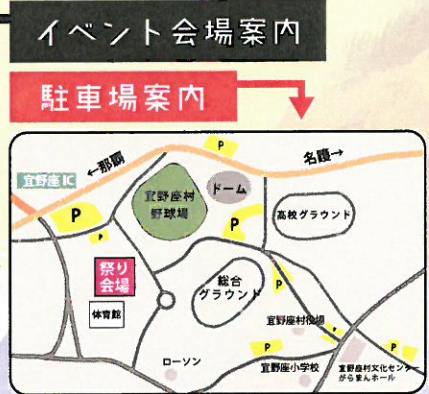 イベント会場案内
駐車場案内
←那覇
名護→
P
宜野座IC
宜野座村
野球場
ドーム
P
P
P
高校グラウンド
祭り
会場
体育館
総合
グラウンド
P
宜野座村役場
P
ローソン
P
宜野座小学校
P
宜野座村文化センター
がらまんホール